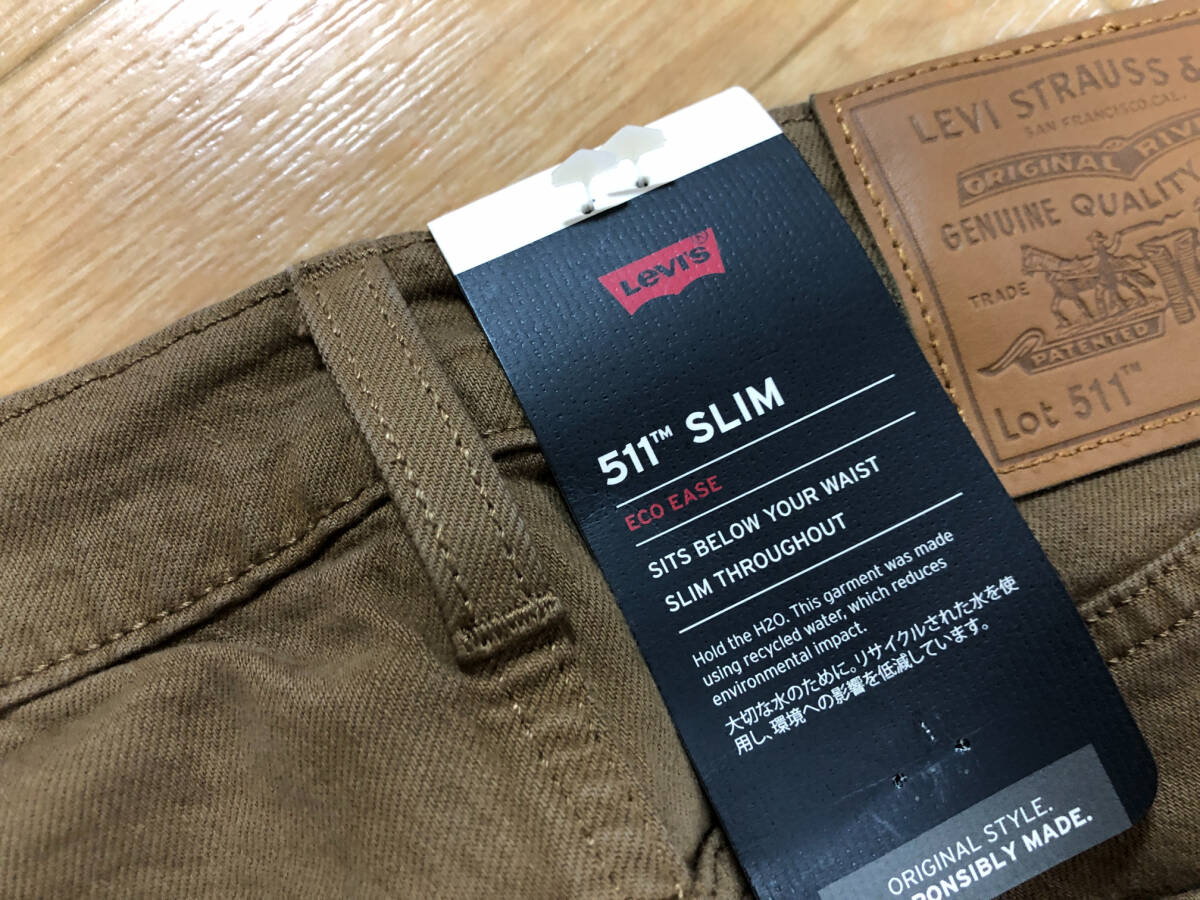 Levi's®
511™ SLIM
ECO EASE
SITS BELOW YOUR WAIST
SLIM THROUGHOUT
Hold the H2O. This garment was made
using recycled water, which reduces
environmental impact.
大切な水のために。リサイクルされた水を使
用し、環境への影響を低減しています。
ORIGINAL STYLE.
PONSIBLY MADE.
LEVI STRAUSS &
SAN FRANCISCO.CAL.
ORIGINAL RIV
GENUINE QUALITY
TRADE
PATENTED
Lot 511™